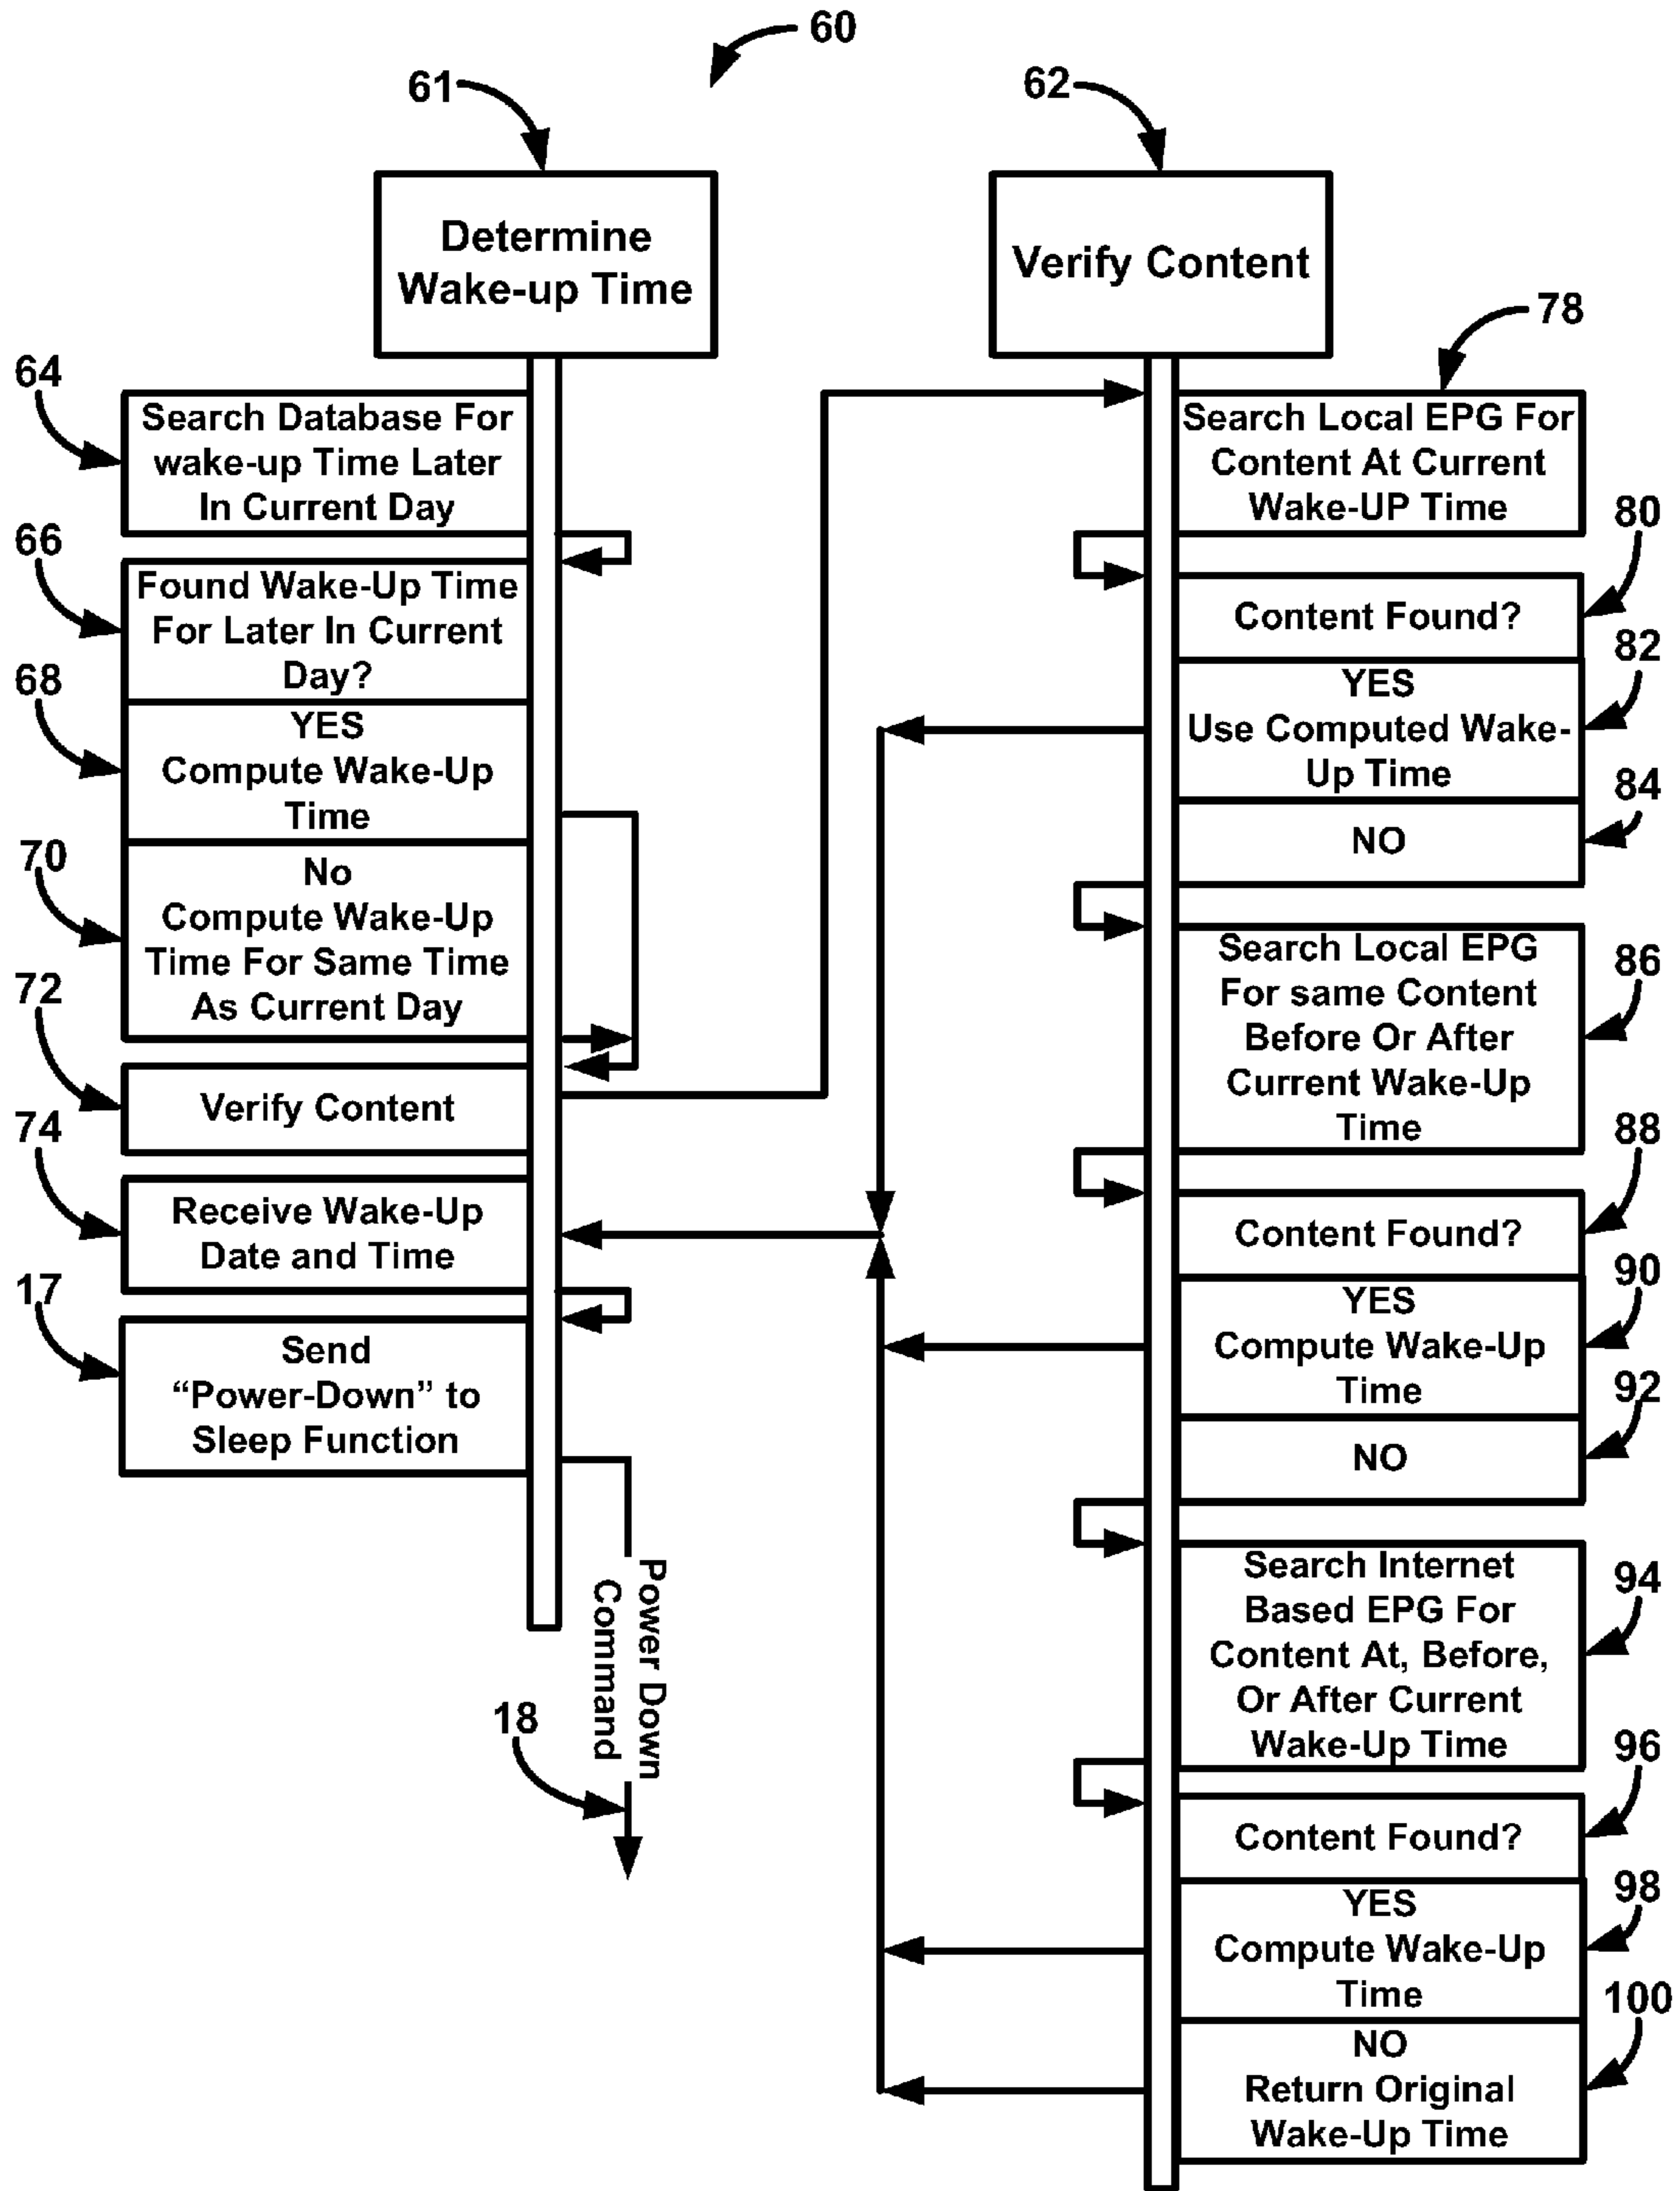 60
61
Determine
Wake-up Time
64
Search Database For
wake-up Time Later
In Current Day
66
Found Wake-Up Time
For Later In Current
Day?
68
YES
Compute Wake-Up
Time
70
No
Compute Wake-Up
Time For Same Time
As Current Day
72
Verify Content
74
Receive Wake-Up
Date and Time
17
Send
“Power-Down” to
Sleep Function
Power Down
Command
18
62
Verify Content
78
Search Local EPG For
Content At Current
Wake-UP Time
80
Content Found?
82
YES
Use Computed Wake-
Up Time
84
NO
86
Search Local EPG
For same Content
Before Or After
Current Wake-Up
Time
88
Content Found?
90
YES
Compute Wake-Up
Time
92
NO
94
Search Internet
Based EPG For
Content At, Before,
Or After Current
Wake-Up Time
96
Content Found?
98
YES
Compute Wake-Up
Time
100
NO
Return Original
Wake-Up Time